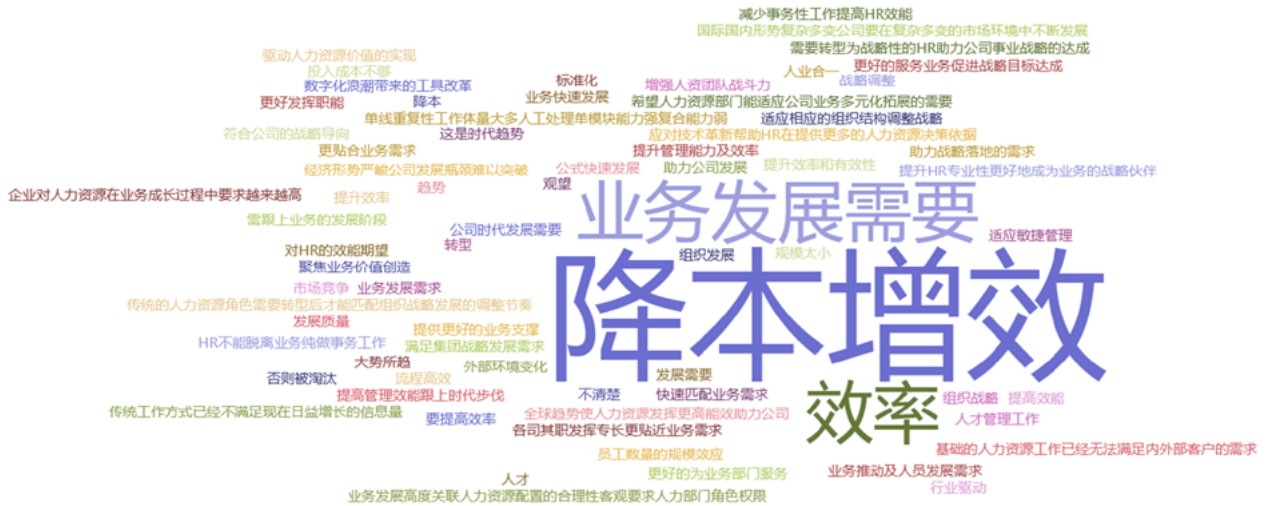 减少事务性工作提高HR效能
国际国内形势复杂多变公司要在复杂多变的市场环境中不断发展
需要转型为战略性的HR助力公司事业战略的达成
驱动人力资源价值的实现
投入成本不够
更好的服务业务促进战略目标达成
人业合一
战略调整
标准化
增强人资团队战斗力
数字化浪潮带来的工具改革
业务快速发展
更好发挥职能
降本
希望人力资源部门能适应公司业务多元化拓展的需要
单线重复性工作体量大多人工处理单模块能力强复合能力弱
适应相应的组织结构调整战略
符合公司的战略导向
这是时代趋势
应对技术革新帮助HR在提供更多的人力资源决策依据
更贴合业务需求
提升管理能力及效率
助力战略落地的需求
经济形势严峻公司发展瓶颈难以突破
公式快速发展
助力公司发展
提升效率和有效性
提升HR专业性更好地成为业务的战略伙伴
趋势
观望
企业对人力资源在业务成长过程中要求越来越高
提升效率
业务发展需要
需跟上业务的发展阶段
公司时代发展需要
适应敏捷管理
转型
对HR的效能期望
组织发展
规模太小
聚焦业务价值创造
市场竞争
业务发展需求
降本增效
传统的人力资源角色需要转型后才能匹配组织战略发展的调整节奏
发展质量
提供更好的业务支撑
HR不能脱离业务纯做事务工作
满足集团战略发展需求
大势所趋
外部环境变化
否则被淘汰
流程高效
发展需要
提高管理效能跟上时代步伐
不清楚
快速匹配业务需求
组织战略
提高效能
效率
传统工作方式已经不满足现在日益增长的信息量
要提高效率
全球趋势使人力资源发挥更高能效助力公司
人才管理工作
各司其职发挥专长更贴近业务需求
员工数量的规模效应
基础的人力资源工作已经无法满足内外部客户的需求
更好的为业务部门服务
业务推动及人员发展需求
人才
行业驱动
业务发展高度关联人力资源配置的合理性客观要求人力部门角色权限